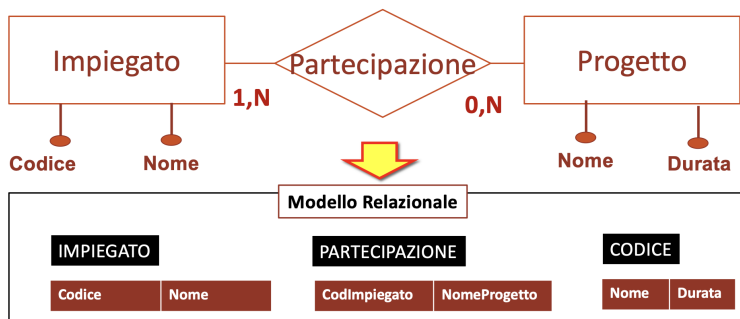 Impiegato
Partecipazione
Progetto
1,N
0,N
Codice
Nome
Nome
Durata
Modello Relazionale
IMPIEGATO
PARTECIPAZIONE
CODICE
Codice
Nome
CodImpiegato
NomeProgetto
Nome
Durata